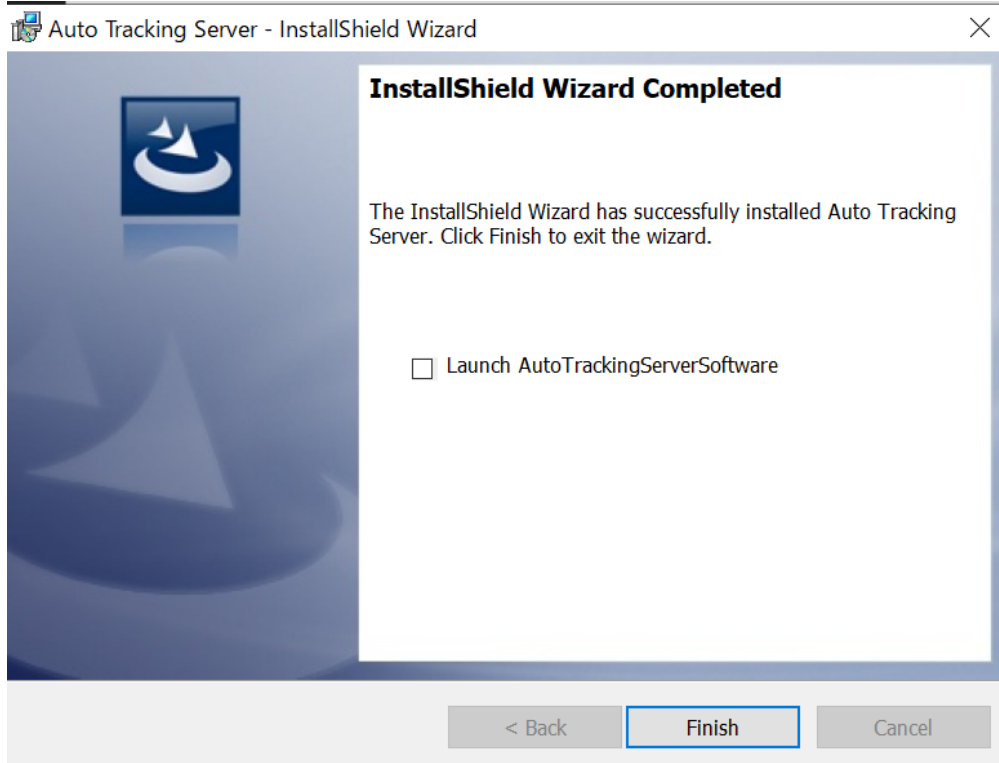 Auto Tracking Server - InstallShield Wizard
InstallShield Wizard Completed
The InstallShield Wizard has successfully installed Auto Tracking
Server. Click Finish to exit the wizard.
Launch AutoTrackingServerSoftware
< Back
Finish
Cancel